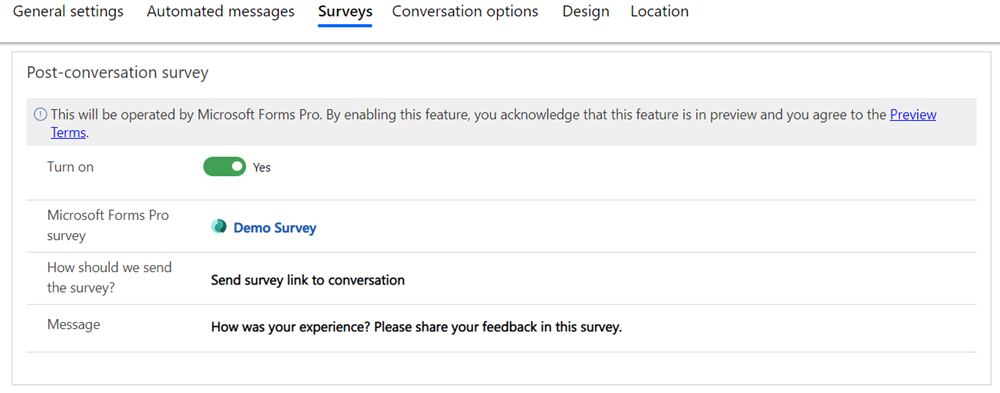 General settings Automated messages Surveys Conversation options Design Location
Post-conversation survey
This will be operated by Microsoft Forms Pro. By enabling this feature, you acknowledge that this feature is in preview and you agree to the Preview
Terms.
Turn on Yes
Microsoft Forms Pro
survey
Demo Survey
How should we send
the survey?
Send survey link to conversation
Message How was your experience? Please share your feedback in this survey.